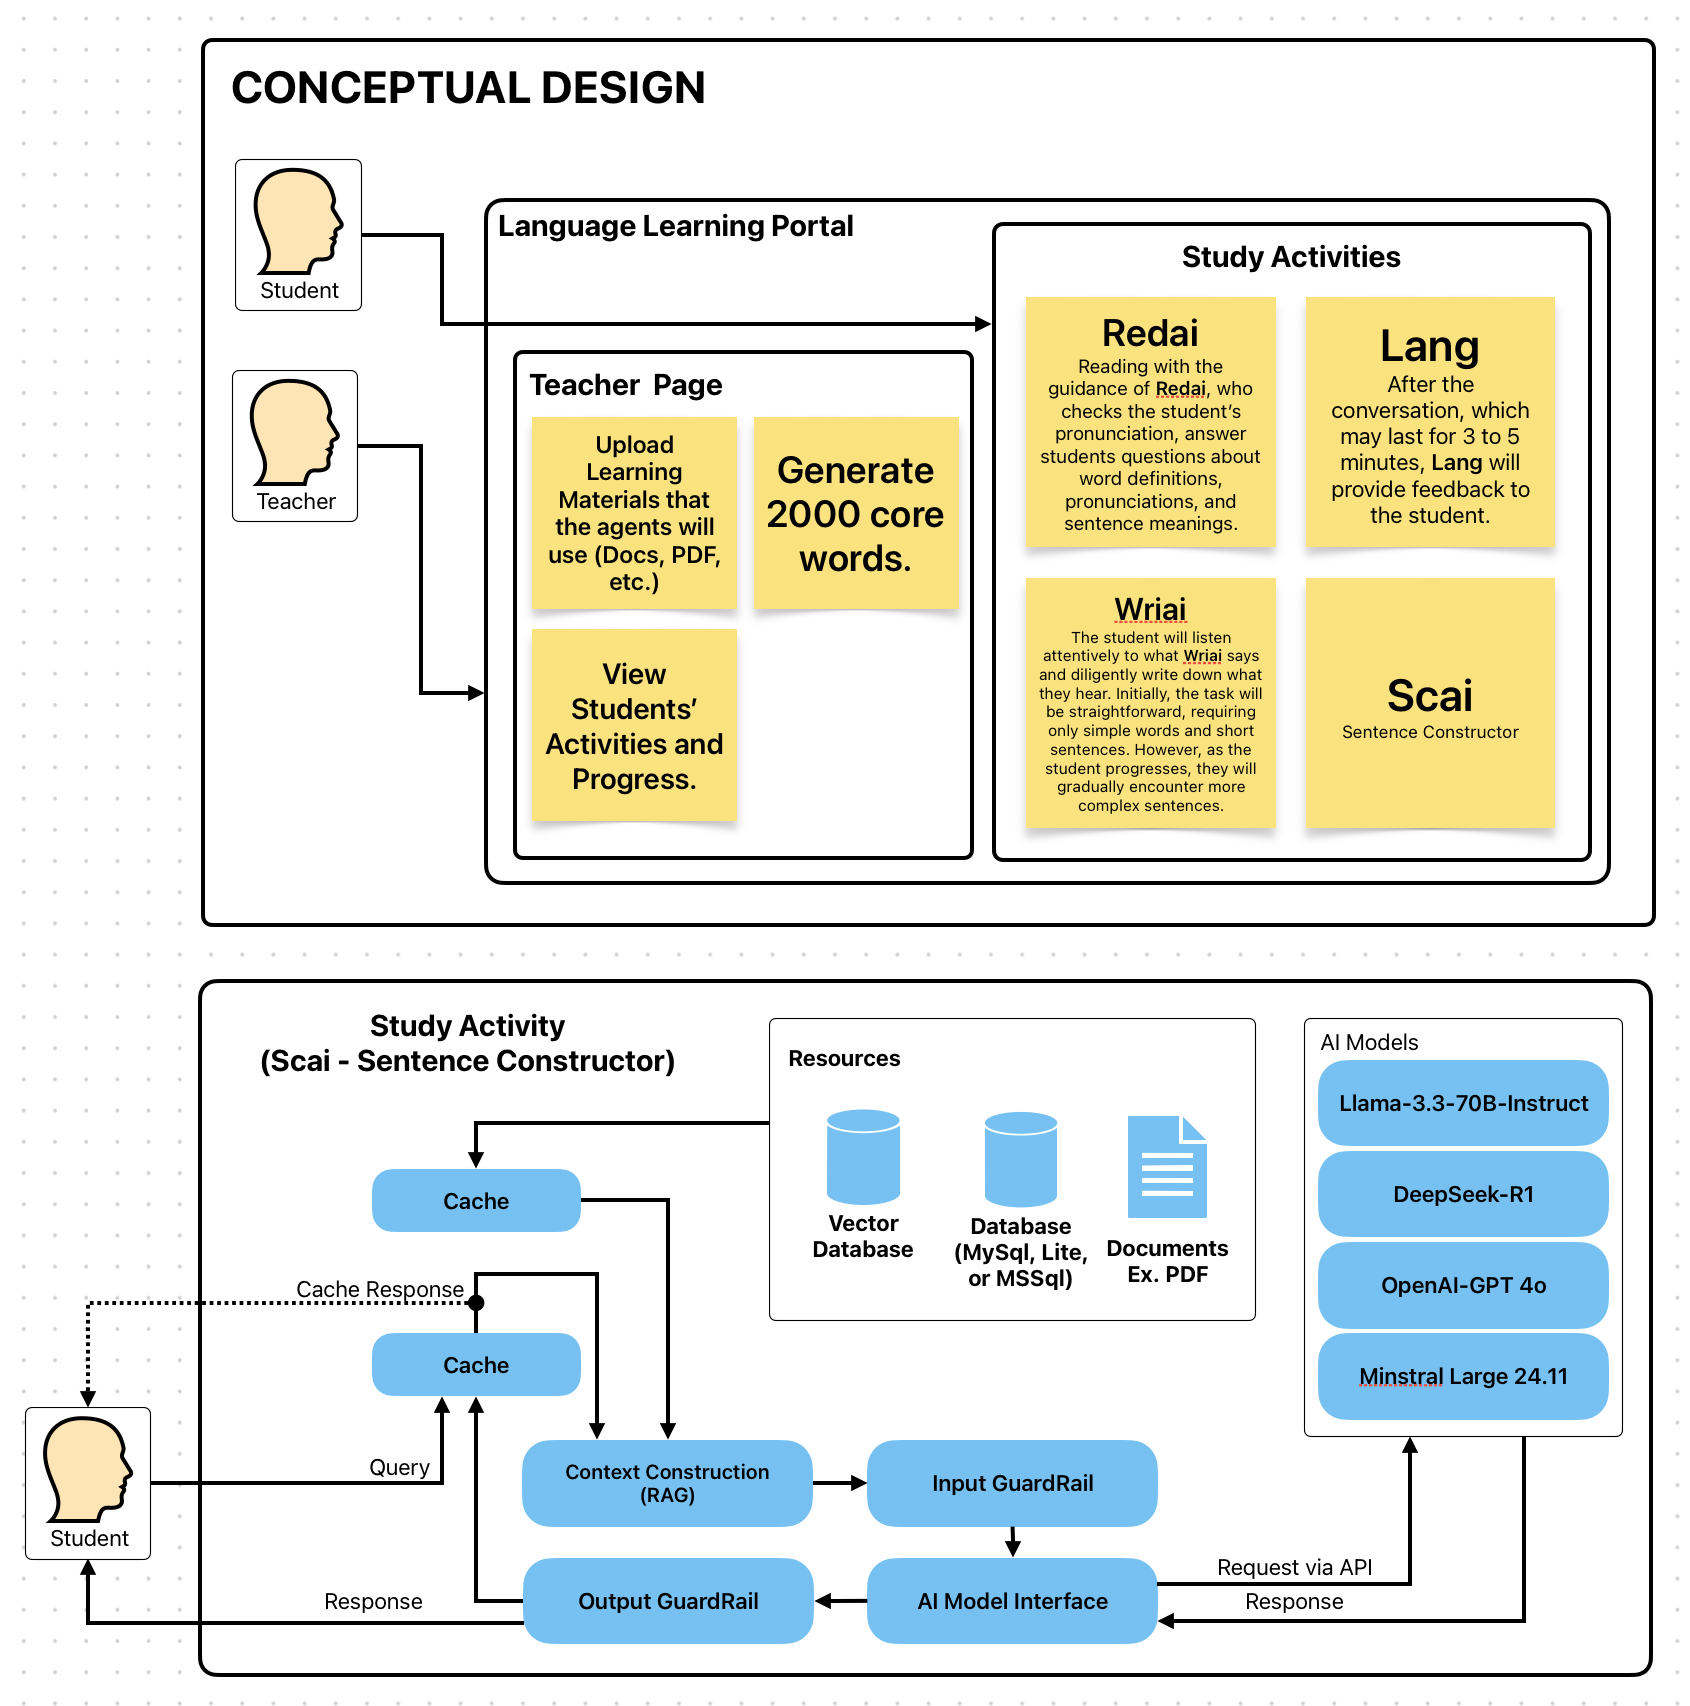 CONCEPTUAL DESIGN
Student
Teacher
Language Learning Portal
Teacher  Page
Upload
Learning
Materials that
the agents will
use (Docs, PDF,
etc.)
Generate
2000 core
words.
View
Students’
Activities and
Progress.
Study Activities
Redai
Reading with the
guidance of Redai, who
checks the student’s
pronunciation, answer
students questions about
word definitions,
pronunciations, and
sentence meanings.
Lang
After the
conversation, which
may last for 3 to 5
minutes, Lang will
provide feedback to
the student.
Wriai
The student will listen
attentively to what Wriai says
and diligently write down what
they hear. Initially, the task will
be straightforward, requiring
only simple words and short
sentences. However, as the
student progresses, they will
gradually encounter more
complex sentences.
Scai
Sentence Constructor
Study Activity
(Scai - Sentence Constructor)
Resources
Vector
Database
Database
(MySql, Lite,
or MSSql)
Documents
Ex. PDF
AI Models
Llama-3.3-70B-Instruct
DeepSeek-R1
OpenAI-GPT 4o
Minstral Large 24.11
Cache
Cache Response
Cache
Query
Student
Context Construction
(RAG)
Input GuardRail
Output GuardRail
AI Model Interface
Request via API
Response
Response